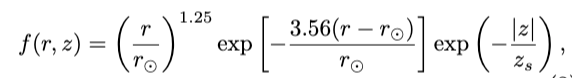 f(r, z) = (r / r⊙)^1.25 exp [ − 3.56(r − r⊙) / r⊙ ] exp ( − |z| / z_s ) ,